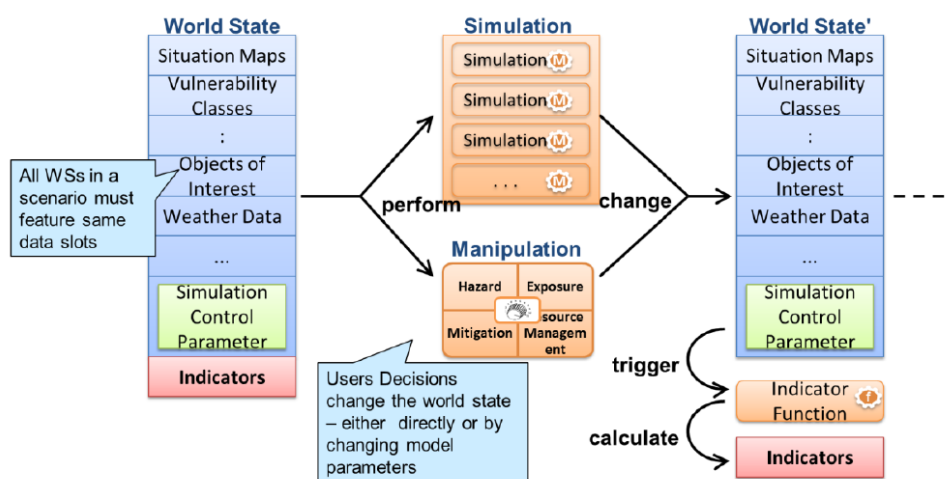 World State
Situation Maps
Vulnerability
Classes
:
Objects of
Interest
Weather Data
...
Simulation
Control
Parameter
Indicators
All WSs in a
scenario must
feature same
data slots
perform
Simulation
Simulation M
Simulation M
Simulation M
. . . M
Manipulation
Hazard
Exposure
Mitigation
source
Managem
ent
Users Decisions
change the world state
– either directly or by
changing model
parameters
change
World State'
Situation Maps
Vulnerability
Classes
:
Objects of
Interest
Weather Data
...
Simulation
Control
Parameter
trigger
Indicator
Function
f
calculate
Indicators